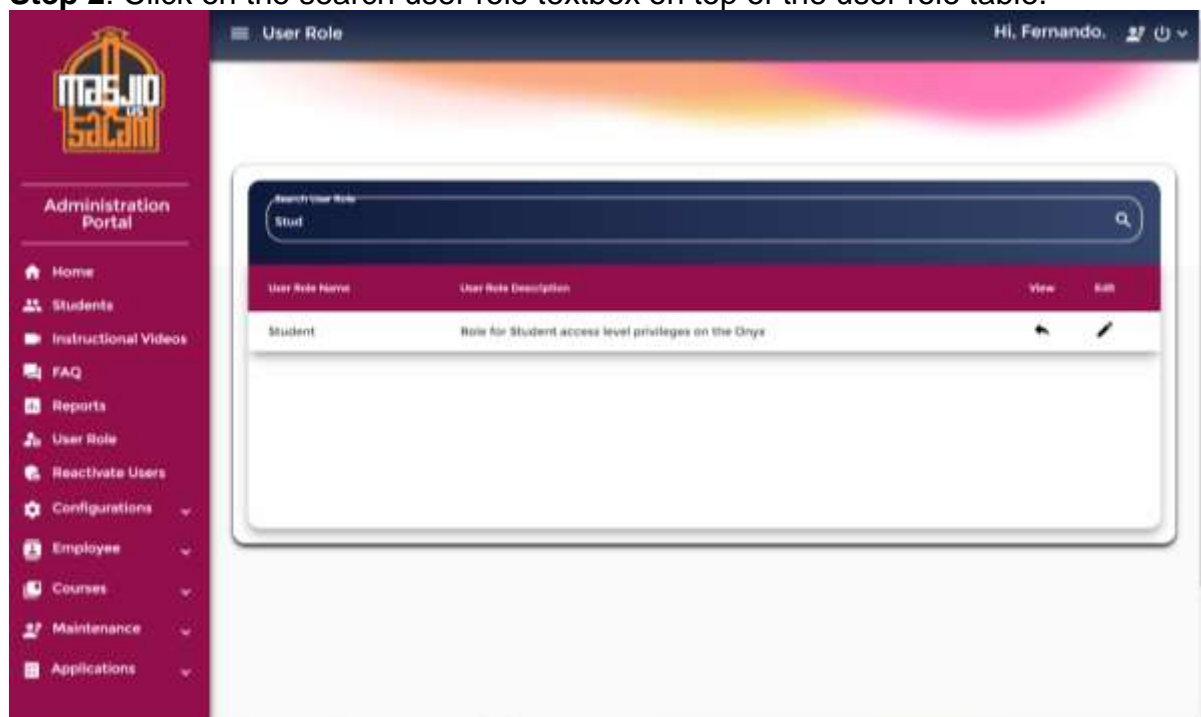 Step 2: Click on the search user role textbox on top of the user role table.
MASJID
US
SALAM
User Role
Hi, Fernando.
Administration
Portal
Home
Students
Instructional Videos
FAQ
Reports
User Role
Reactivate Users
Configurations
Employee
Courses
Maintenance
Applications
Search User Role
Stud
User Role Name User Role Description View Edit
Student Role for Student access level privileges on the Onyx